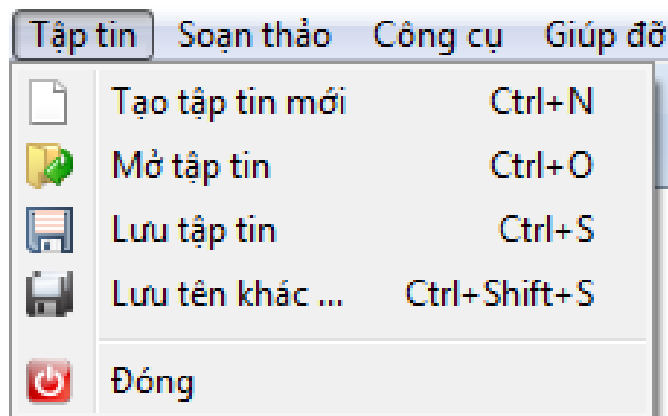 Tập tin Soạn thảo Công cụ Giúp đỡ
Tạo tập tin mới Ctrl+N
Mở tập tin Ctrl+O
Lưu tập tin Ctrl+S
Lưu tên khác ... Ctrl+Shift+S
Đóng